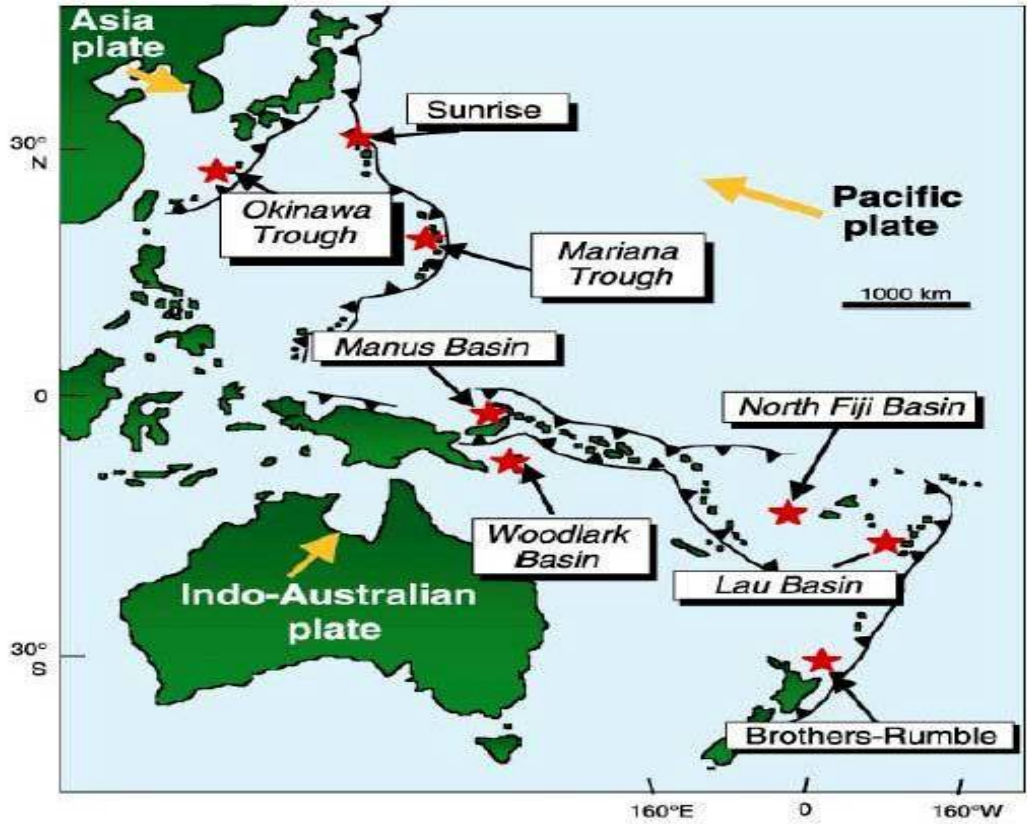 Asia
plate
Sunrise
30°
N
Okinawa
Trough
Pacific
plate
Mariana
Trough
1000 km
Manus Basin
0
North Fiji Basin
Woodlark
Basin
Lau Basin
Indo-Australian
plate
30°
S
Brothers-Rumble
160°E
0
160°W